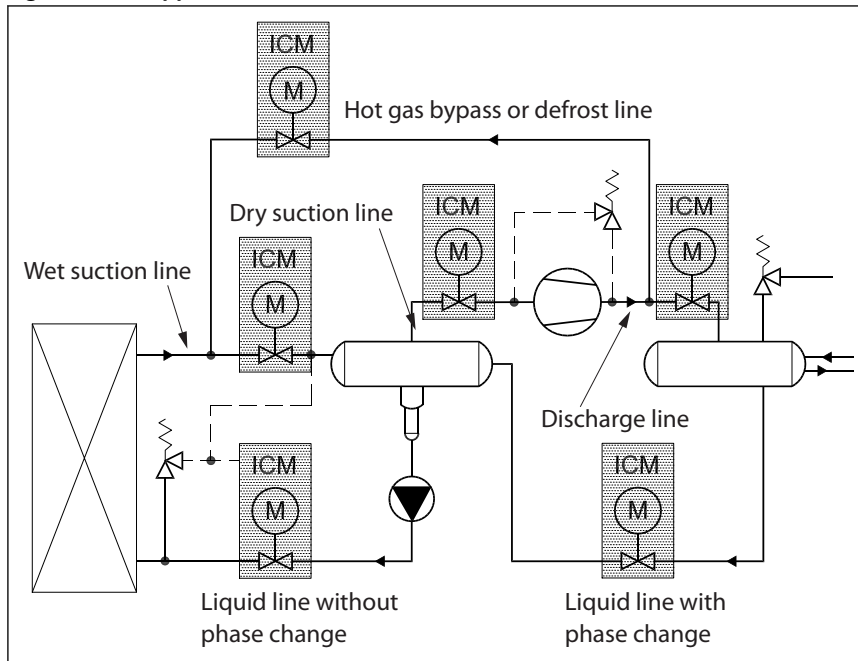 ICM
M
Hot gas bypass or defrost line
Dry suction line
ICM
M
ICM
M
Wet suction line
ICM
M
Discharge line
ICM
M
ICM
M
Liquid line without
phase change
Liquid line with
phase change